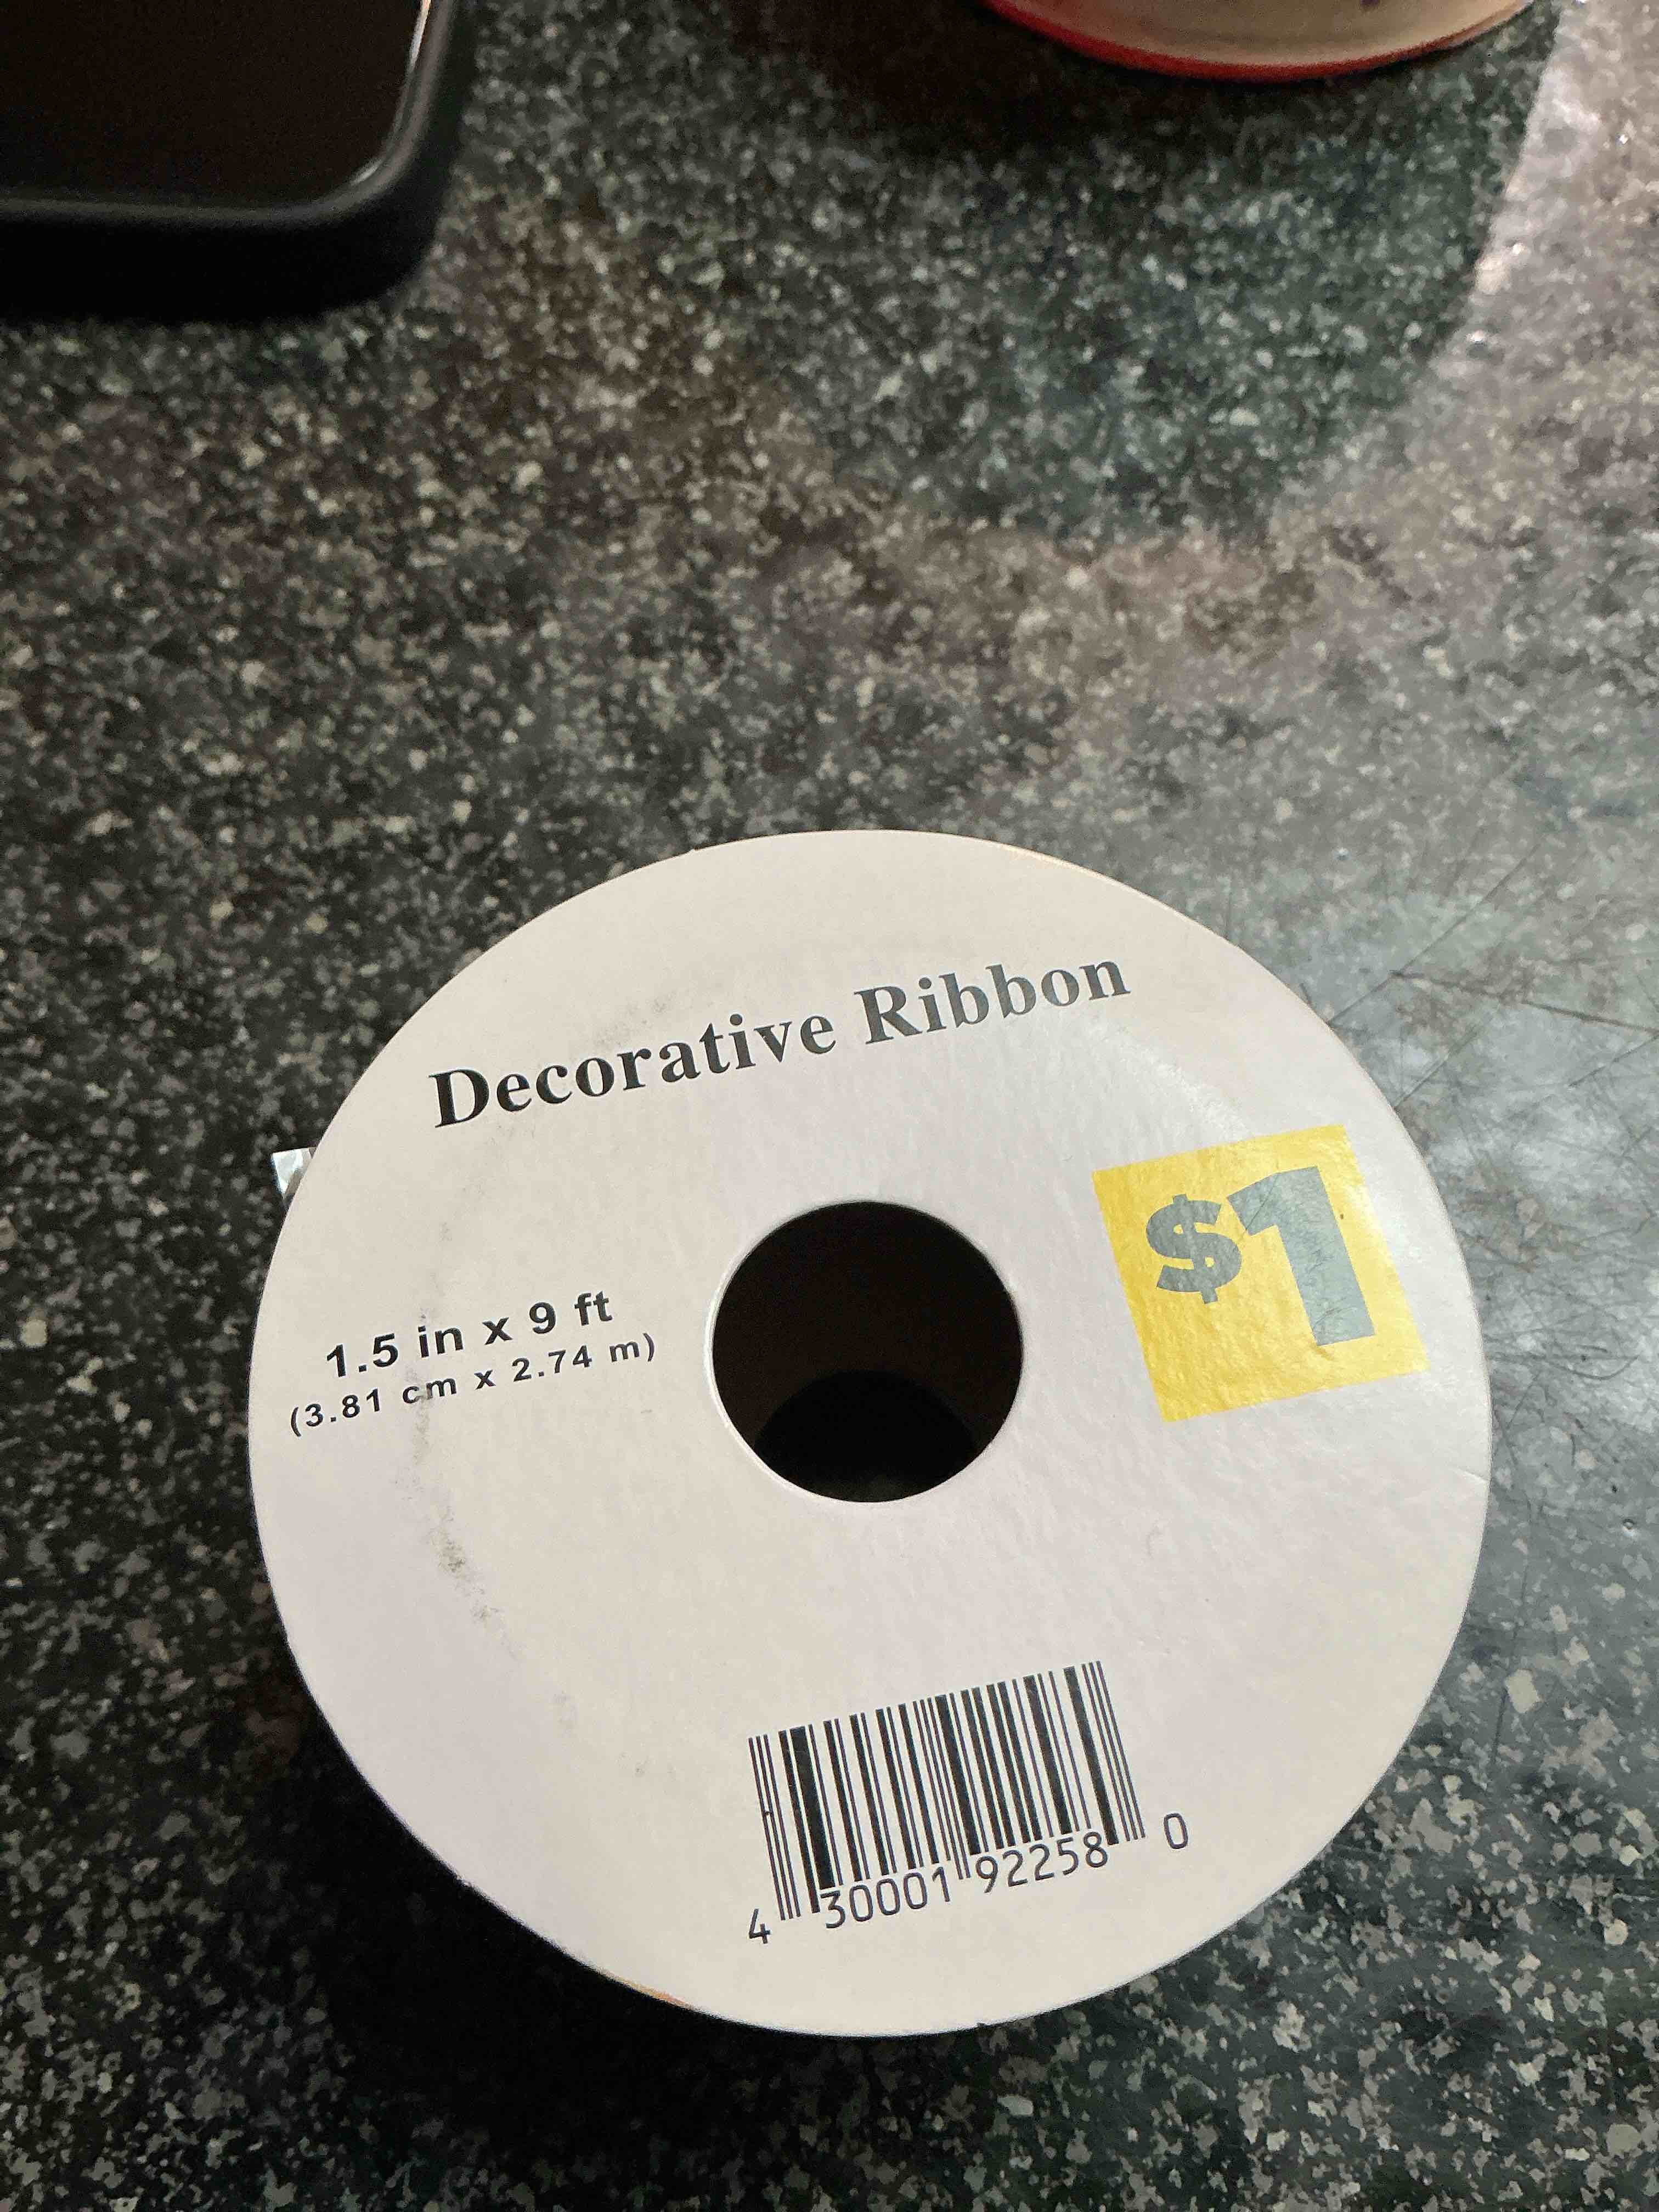 Decorative Ribbon
$1
1.5 in x 9 ft
(3.81 cm x 2.74 m)
4 30001 92258 0